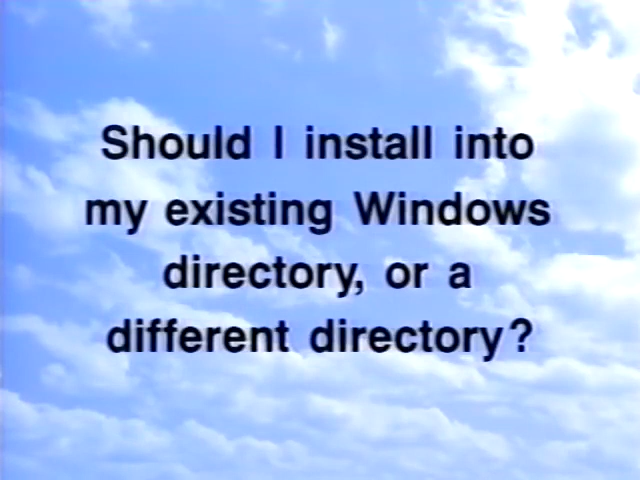 Should I install into
my existing Windows
directory, or a
different directory?